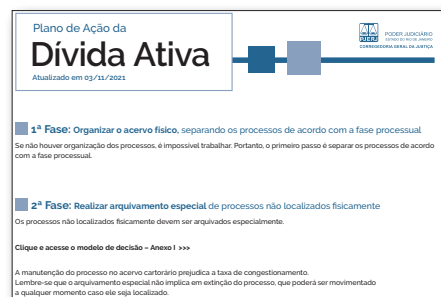 Plano de Ação da
Dívida Ativa
Atualizado em 03/11/2021
PJERJ
PODER JUDICIÁRIO
ESTADO DO RIO DE JANEIRO
CORREGEDORIA GERAL DA JUSTIÇA
1ª Fase: Organizar o acervo físico, separando os processos de acordo com a fase processual
Se não houver organização dos processos, é impossível trabalhar. Portanto, o primeiro passo é separar os processos de acordo
com a fase processual.
2ª Fase: Realizar arquivamento especial de processos não localizados fisicamente
Os processos não localizados fisicamente devem ser arquivados especialmente.
Clique e acesse o modelo de decisão – Anexo I >>>
A manutenção do processo no acervo cartorário prejudica a taxa de congestionamento.
Lembre-se que o arquivamento especial não implica em extinção do processo, que poderá ser movimentado
a qualquer momento caso ele seja localizado.